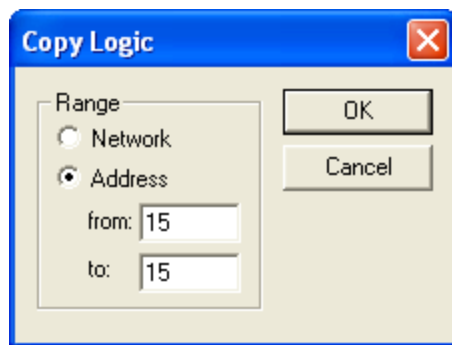 Copy Logic
Range
Network
Address
from: 15
to: 15
OK
Cancel